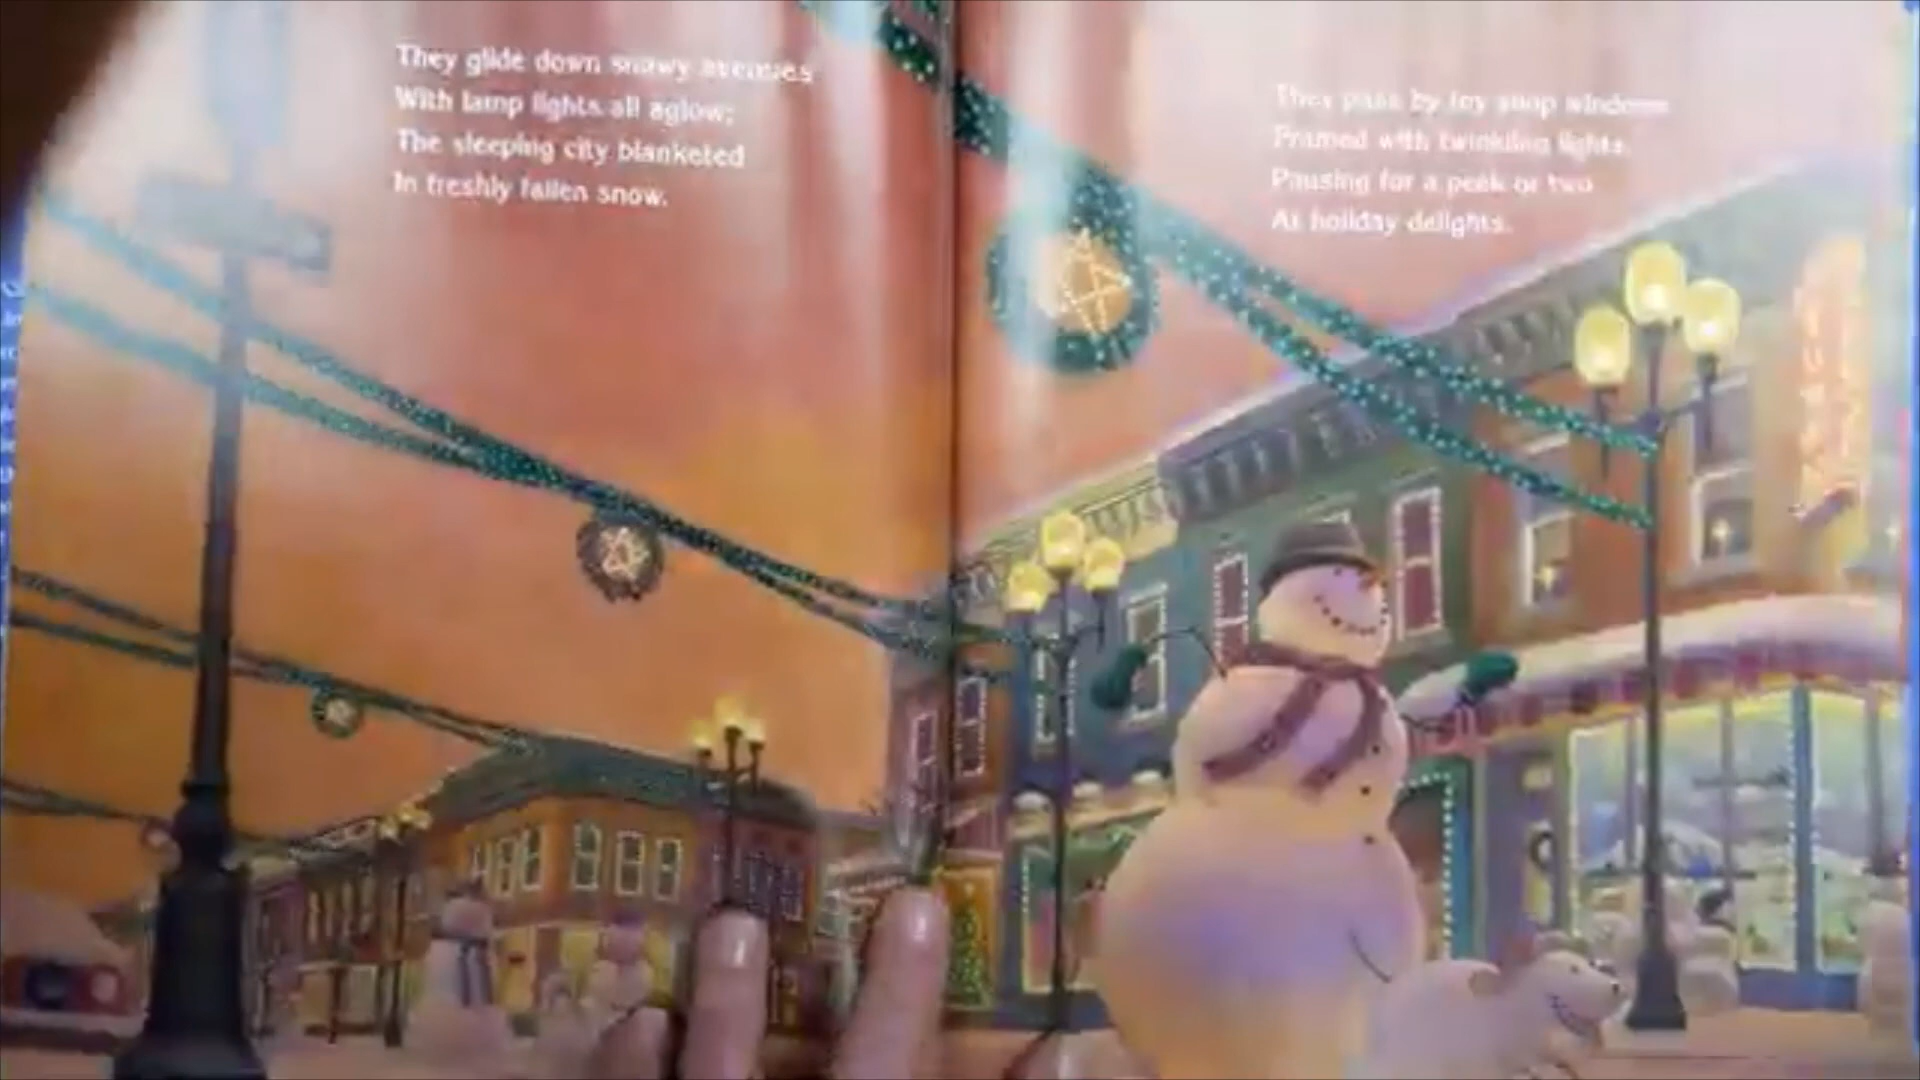 They glide down snowy avenues
With lamp lights all aglow;
The sleeping city blanketed
In freshly fallen snow.
They pass by toy shop windows
Framed with twinkling lights,
Pausing for a peek or two
At holiday delights.